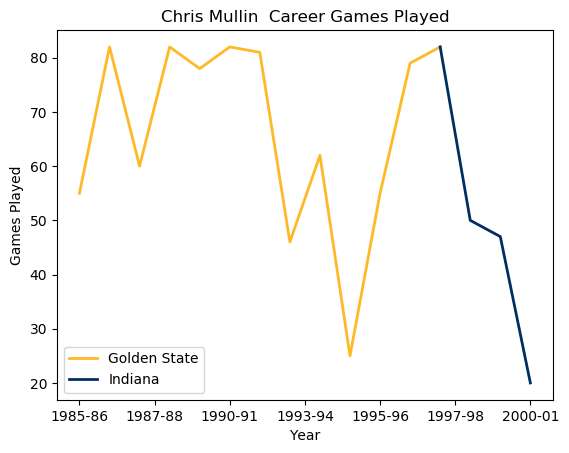 Chris Mullin  Career Games Played
Games Played
80
70
60
50
40
30
20
Golden State
Indiana
1985-86 1987-88 1990-91 1993-94 1995-96 1997-98 2000-01
Year